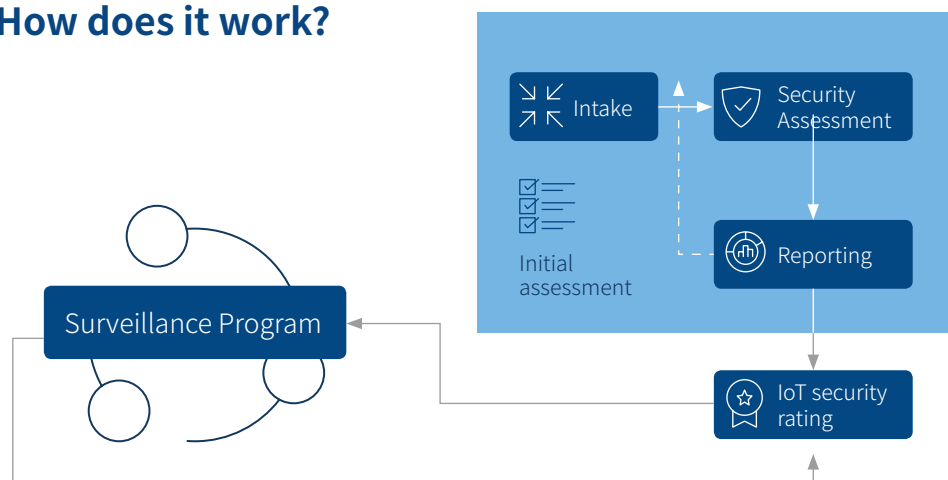 How does it work?
Intake
Security
Assessment
Initial
assessment
Reporting
Surveillance Program
IoT security
rating